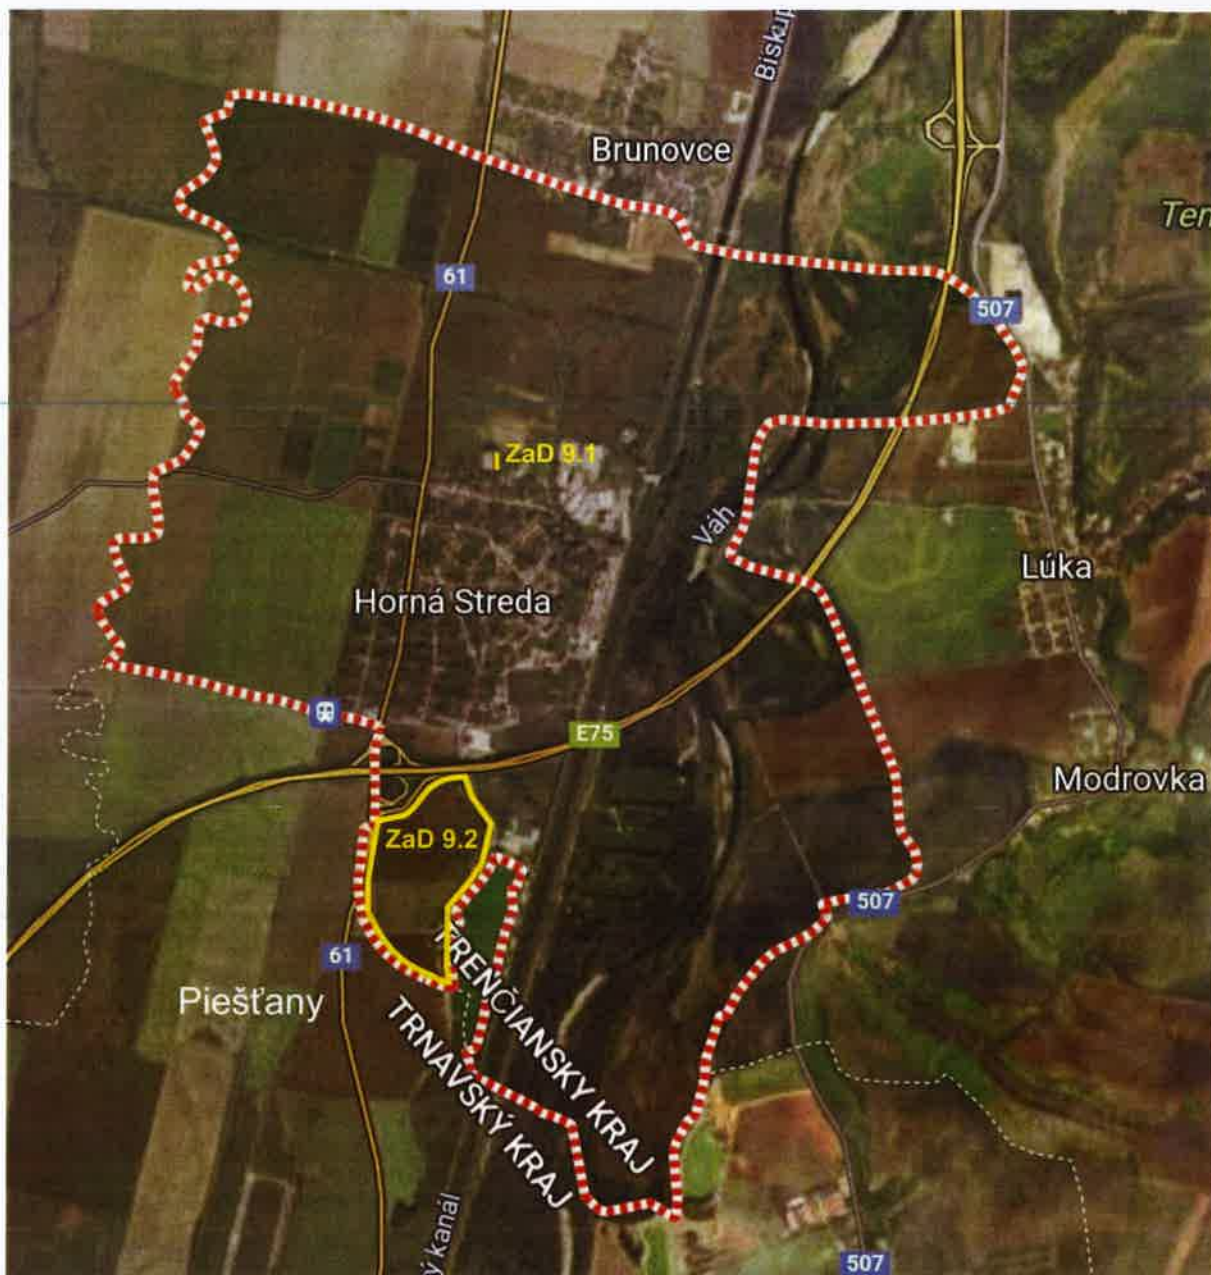 Biskup
Brunovce
Ter
61
507
ZaD 9.1
Váh
Lúka
Horná Streda
E75
Modrovka
ZaD 9.2
507
61
Piešťany
TRENČIANSKY KRAJ
TRNAVSKÝ KRAJ
ý kanál
507